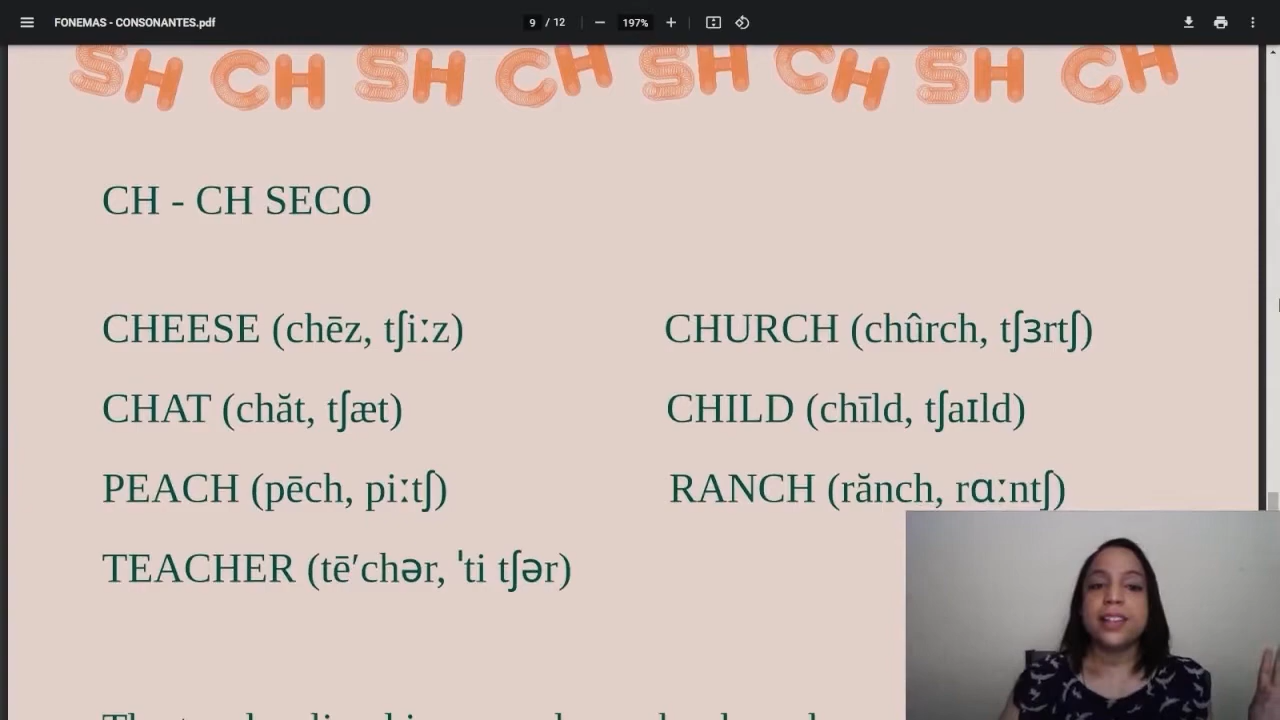 FONEMAS - CONSONANTES.pdf
9 / 12
197%
SH CH SH CH SH CH SH CH
CH - CH SECO
CHEESE (chēz, tʃiːz)
CHURCH (chûrch, tʃɜrtʃ)
CHAT (chăt, tʃæt)
CHILD (chīld, tʃaɪld)
PEACH (pēch, piːtʃ)
RANCH (rănch, rɑːntʃ)
TEACHER (tē′chər, ˈti tʃər)